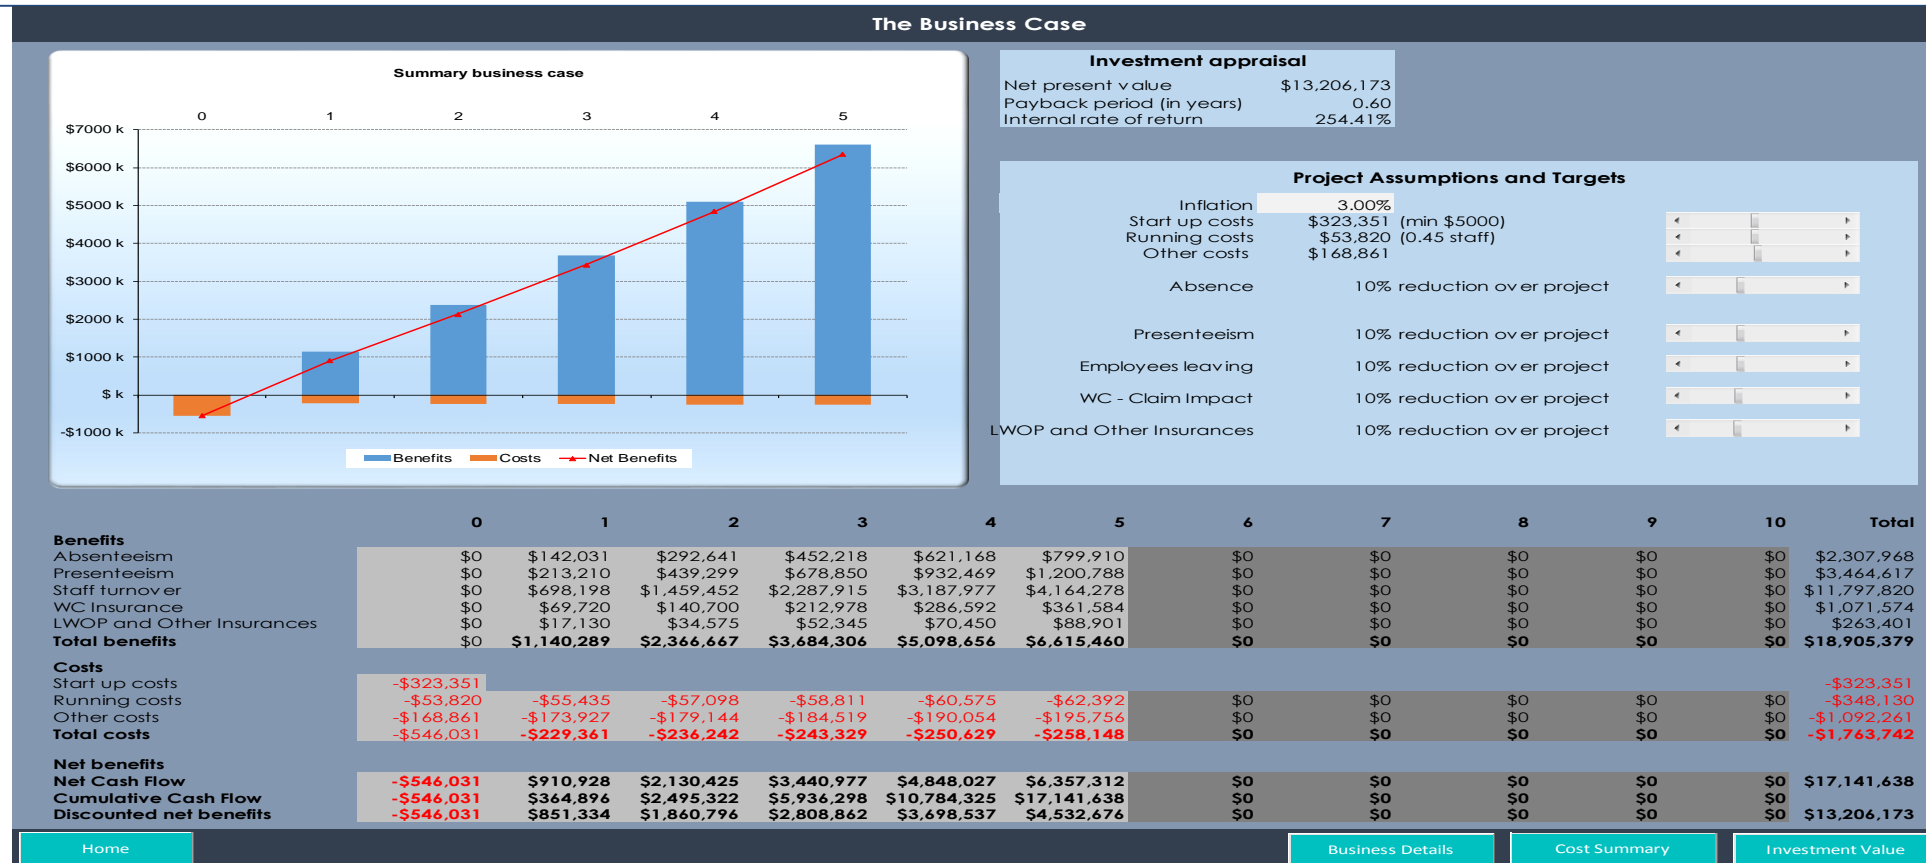 The Business Case
Summary business case
0 1 2 3 4 5
$7000 k
$6000 k
$5000 k
$4000 k
$3000 k
$2000 k
$1000 k
$ k
-$1000 k
Benefits Costs Net Benefits
Investment appraisal
Net present value $13,206,173
Payback period (in years) 0.60
Internal rate of return 254.41%
Project Assumptions and Targets
Inflation 3.00%
Start up costs $323,351 (min $5000)
Running costs $53,820 (0.45 staff)
Other costs $168,861
Absence 10% reduction over project
Presenteeism 10% reduction over project
Employees leaving 10% reduction over project
WC - Claim Impact 10% reduction over project
LWOP and Other Insurances 10% reduction over project
0 1 2 3 4 5 6 7 8 9 10 Total
Benefits
Absenteeism $0 $142,031 $292,641 $452,218 $621,168 $799,910 $0 $0 $0 $0 $0 $2,307,968
Presenteeism $0 $213,210 $439,299 $678,850 $932,469 $1,200,788 $0 $0 $0 $0 $0 $3,464,617
Staff turnover $0 $698,198 $1,459,452 $2,287,915 $3,187,977 $4,164,278 $0 $0 $0 $0 $0 $11,797,820
WC Insurance $0 $69,720 $140,700 $212,978 $286,592 $361,584 $0 $0 $0 $0 $0 $1,071,574
LWOP and Other Insurances $0 $17,130 $34,575 $52,345 $70,450 $88,901 $0 $0 $0 $0 $0 $263,401
Total benefits $0 $1,140,289 $2,366,667 $3,684,306 $5,098,656 $6,615,460 $0 $0 $0 $0 $0 $18,905,379
Costs
Start up costs -$323,351 -$323,351
Running costs -$53,820 -$55,435 -$57,098 -$58,811 -$60,575 -$62,392 $0 $0 $0 $0 $0 -$348,130
Other costs -$168,861 -$173,927 -$179,144 -$184,519 -$190,054 -$195,756 $0 $0 $0 $0 $0 -$1,092,261
Total costs -$546,031 -$229,361 -$236,242 -$243,329 -$250,629 -$258,148 $0 $0 $0 $0 $0 -$1,763,742
Net benefits
Net Cash Flow -$546,031 $910,928 $2,130,425 $3,440,977 $4,848,027 $6,357,312 $0 $0 $0 $0 $0 $17,141,638
Cumulative Cash Flow -$546,031 $364,896 $2,495,322 $5,936,298 $10,784,325 $17,141,638 $0 $0 $0 $0 $0
Discounted net benefits -$546,031 $851,334 $1,860,796 $2,808,862 $3,698,537 $4,532,676 $0 $0 $0 $0 $0 $13,206,173
Home Business Details Cost Summary Investment Value